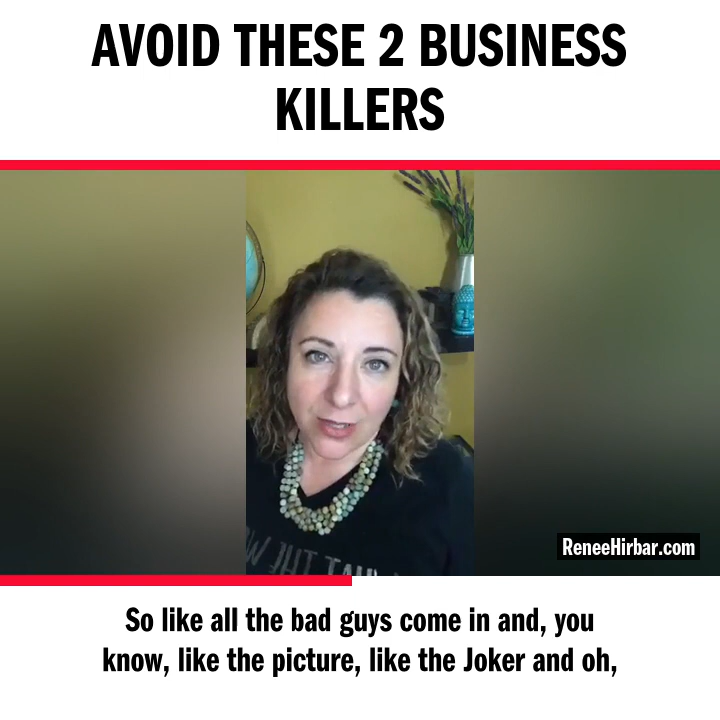 AVOID THESE 2 BUSINESS
KILLERS
ReneeHirbar.com
So like all the bad guys come in and, you
know, like the picture, like the Joker and oh,